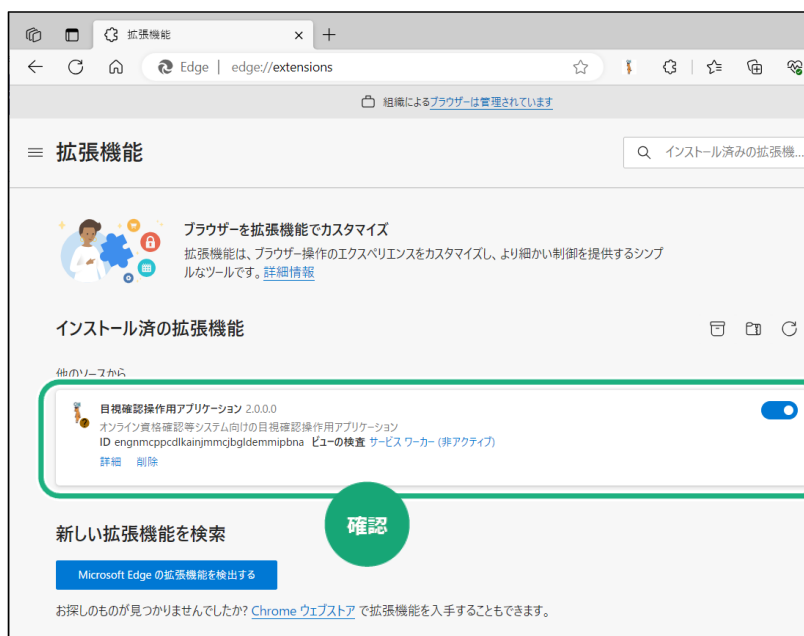 拡張機能
Edge | edge://extensions
組織によるブラウザーは管理されています
拡張機能
インストール済みの拡張機...
ブラウザーを拡張機能でカスタマイズ
拡張機能は、ブラウザー操作のエクスペリエンスをカスタマイズし、より細かい制御を提供するシンプ
ルなツールです。詳細情報
インストール済の拡張機能
他のソースから
目視確認操作用アプリケーション 2.0.0.0
オンライン資格確認等システム向けの目視確認操作用アプリケーション
ID engnmcppcdlkainjmmcjbgldemmipbna ビューの検査 サービス ワーカー (非アクティブ)
詳細 削除
確認
新しい拡張機能を検索
Microsoft Edge の拡張機能を検出する
お探しのものが見つかりませんでしたか? Chrome ウェブストア で拡張機能を入手することもできます。